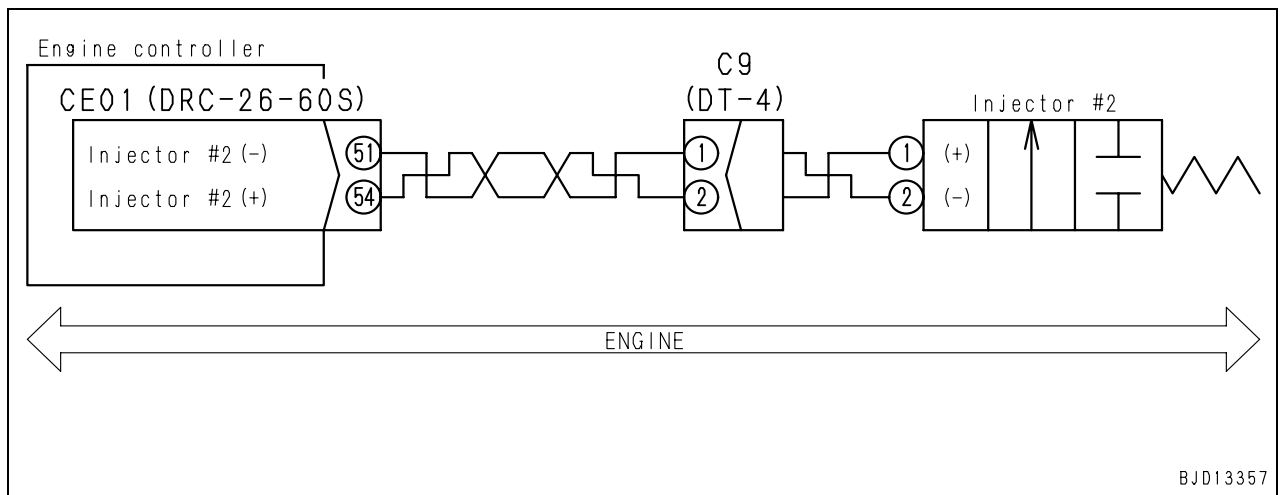 Engine controller
CE01 (DRC-26-60S)
C9
(DT-4)
Injector #2
Injector #2 (-)
51
1
1
(+)
Injector #2 (+)
54
2
2
(-)
ENGINE
BJD13357